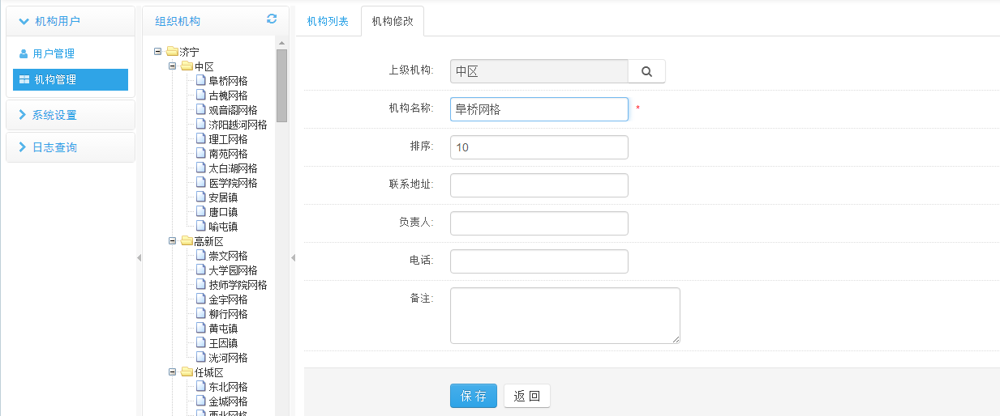 机构用户
用户管理
机构管理
系统设置
日志查询
组织机构
济宁
中区
阜桥网格
古槐网格
观音阁网格
济阳越河网格
理工网格
南苑网格
太白湖网格
医学院网格
安居镇
唐口镇
喻屯镇
高新区
崇文网格
大学园网格
技师学院网格
金宇网格
柳行网格
黄屯镇
王因镇
洸河网格
任城区
东北网格
金城网格
西北网格
机构列表
机构修改
上级机构: 中区
机构名称: 阜桥网格 *
排序: 10
联系地址:
负责人:
电话:
备注:
保 存 返 回